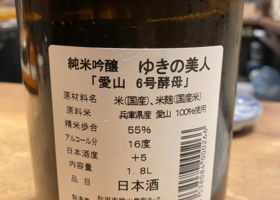 純米吟醸 ゆきの美人
「愛山 6号酵母」
原材料名 米(国産)、米麹(国産米)
原料米 兵庫県産 愛山 100%使用
精米歩合 55%
アルコール分 16度
日本酒度 +5
内容量 1.8L
品目 日本酒